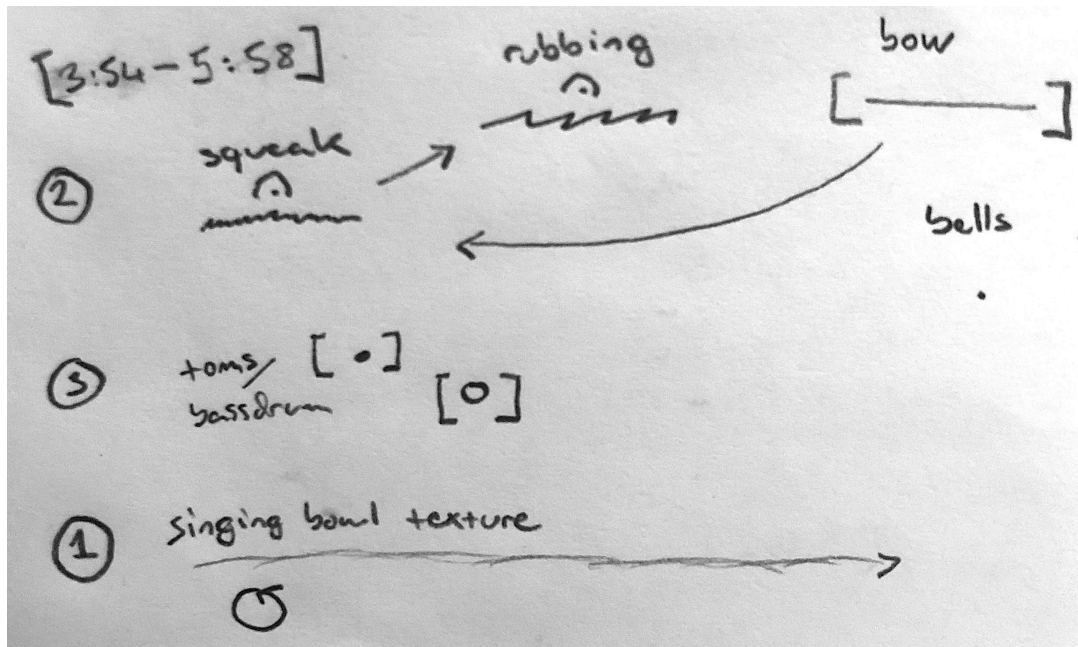 [3:54-5:58]
rubbing
bow
squeak
2
bells
3
toms/
bassdrum
1
singing bowl texture